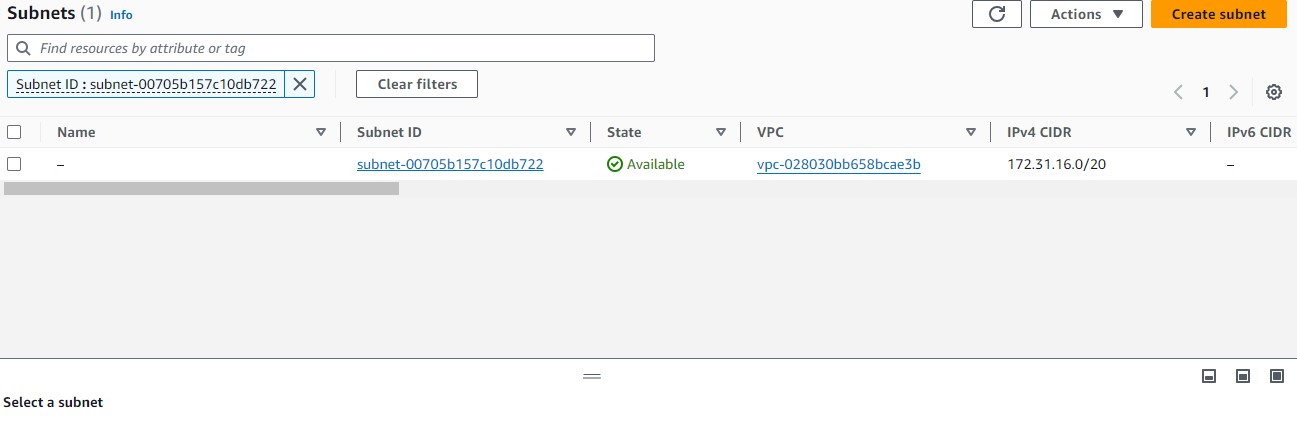 Subnets (1) Info
Actions
Create subnet
Find resources by attribute or tag
Subnet ID : subnet-00705b157c10db722
Clear filters
1
Name Subnet ID State VPC IPv4 CIDR IPv6 CIDR
– subnet-00705b157c10db722 Available vpc-028030bb658bcae3b 172.31.16.0/20 –
Select a subnet